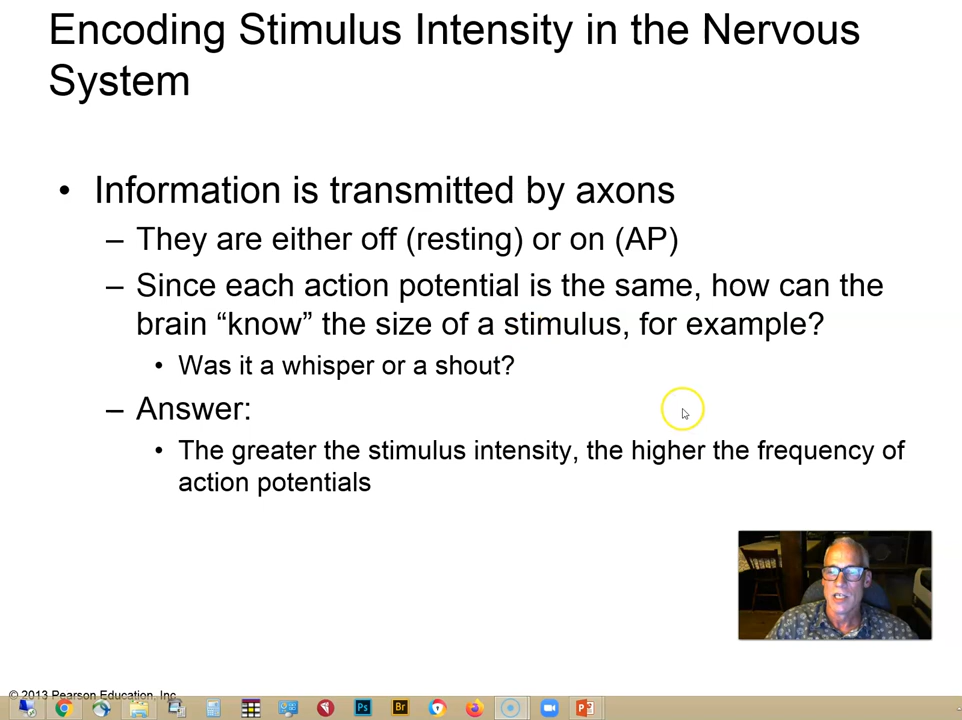 Encoding Stimulus Intensity in the Nervous
System
• Information is transmitted by axons
– They are either off (resting) or on (AP)
– Since each action potential is the same, how can the
brain “know” the size of a stimulus, for example?
• Was it a whisper or a shout?
– Answer:
• The greater the stimulus intensity, the higher the frequency of
action potentials
© 2013 Pearson Education, Inc.
Ps
Br
P